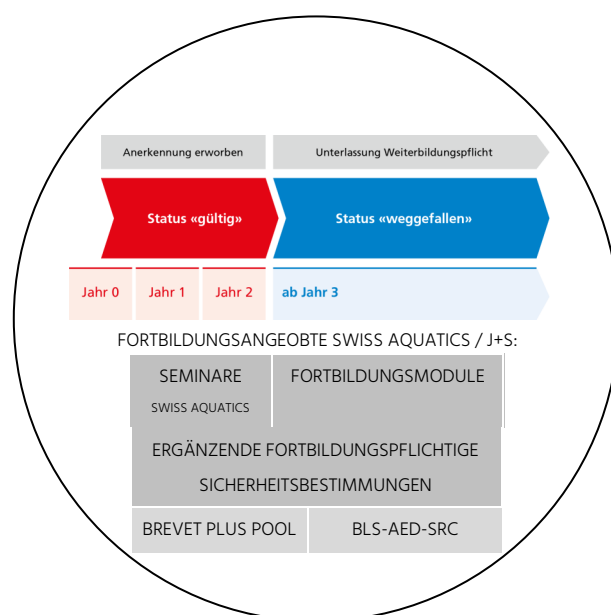 Anerkennung erworben
Unterlassung Weiterbildungspflicht
Status «gültig»
Status «weggefallen»
Jahr 0
Jahr 1
Jahr 2
ab Jahr 3
FORTBILDUNGSANGEOBTE SWISS AQUATICS / J+S:
SEMINARE
SWISS AQUATICS
FORTBILDUNGSMODULE
ERGÄNZENDE FORTBILDUNGSPFLICHTIGE
SICHERHEITSBESTIMMUNGEN
BREVET PLUS POOL
BLS-AED-SRC